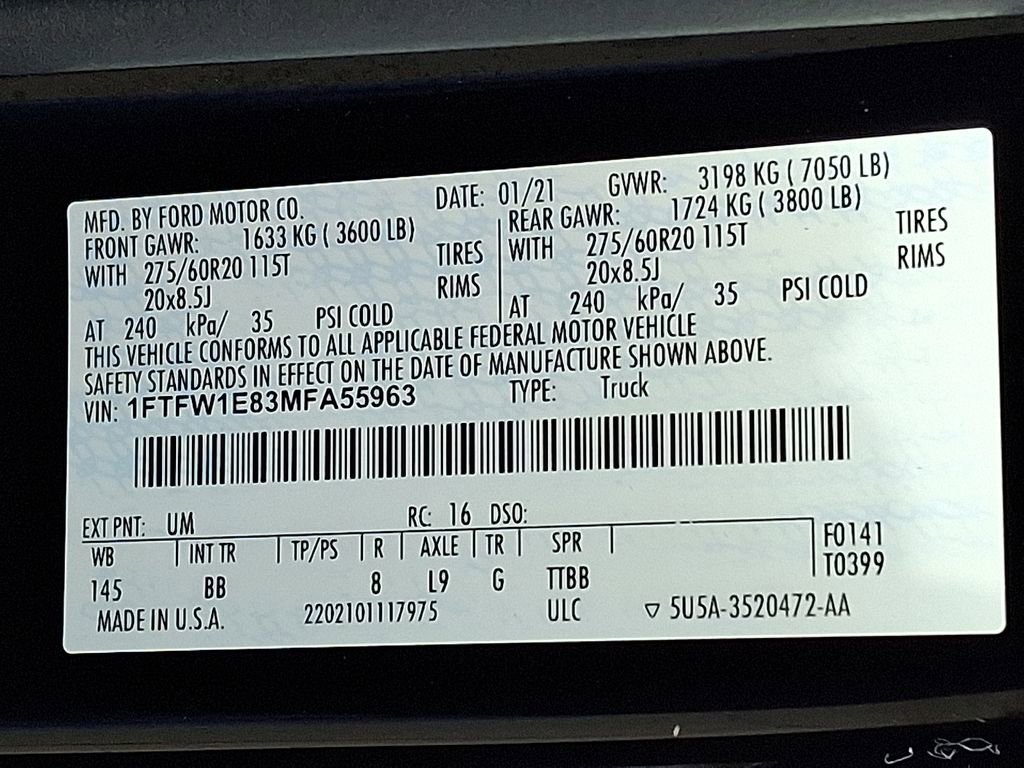 MFD. BY FORD MOTOR CO. DATE: 01/21 GVWR: 3198 KG ( 7050 LB)
FRONT GAWR: 1633 KG ( 3600 LB) REAR GAWR: 1724 KG ( 3800 LB)
WITH 275/60R20 115T TIRES WITH 275/60R20 115T TIRES
20x8.5J RIMS 20x8.5J RIMS
AT 240 kPa/ 35 PSI COLD AT 240 kPa/ 35 PSI COLD
THIS VEHICLE CONFORMS TO ALL APPLICABLE FEDERAL MOTOR VEHICLE
SAFETY STANDARDS IN EFFECT ON THE DATE OF MANUFACTURE SHOWN ABOVE.
VIN: 1FTFW1E83MFA55963 TYPE: Truck
EXT PNT: UM RC: 16 DSO:
WB INT TR TP/PS R AXLE TR SPR F0141
145 BB 8 L9 G TTBB T0399
MADE IN U.S.A. 2202101117975 ULC ▽ 5U5A-3520472-AA